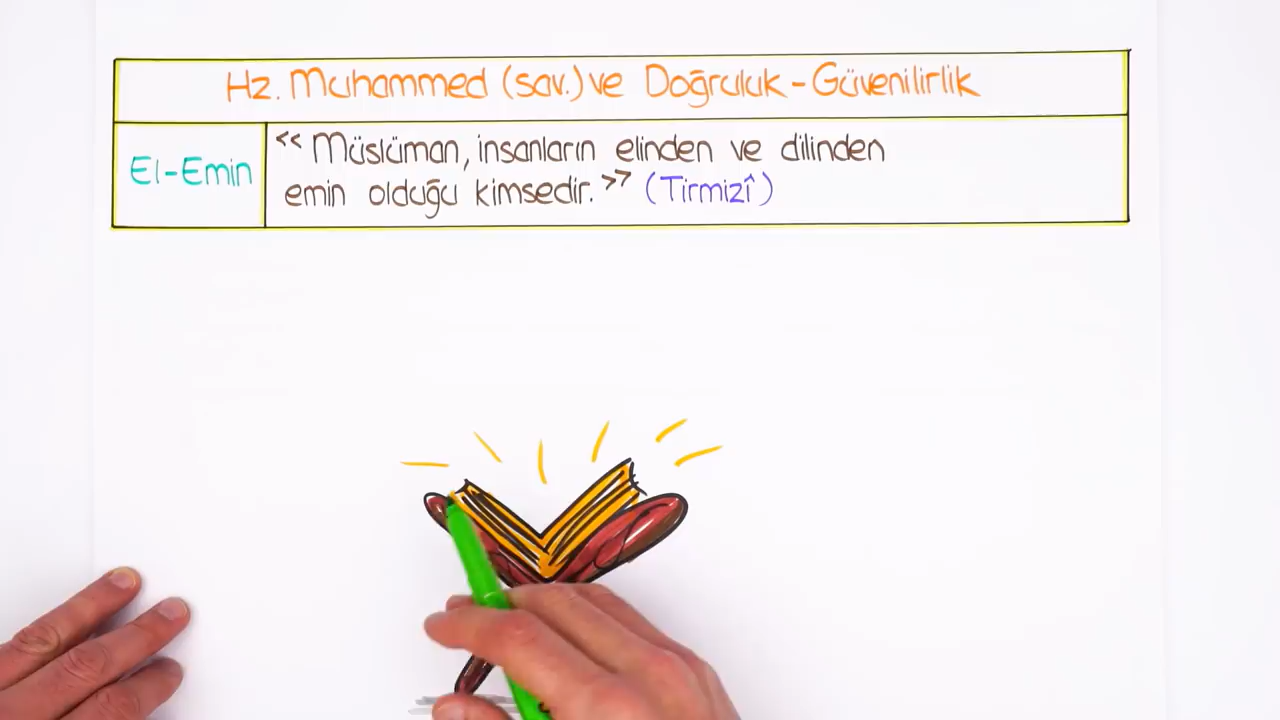 Hz. Muhammed (sav.) ve Doğruluk-Güvenilirlik
El-Emin
<< Müslüman, insanların elinden ve dilinden
emin olduğu kimsedir. >> (Tirmizî)